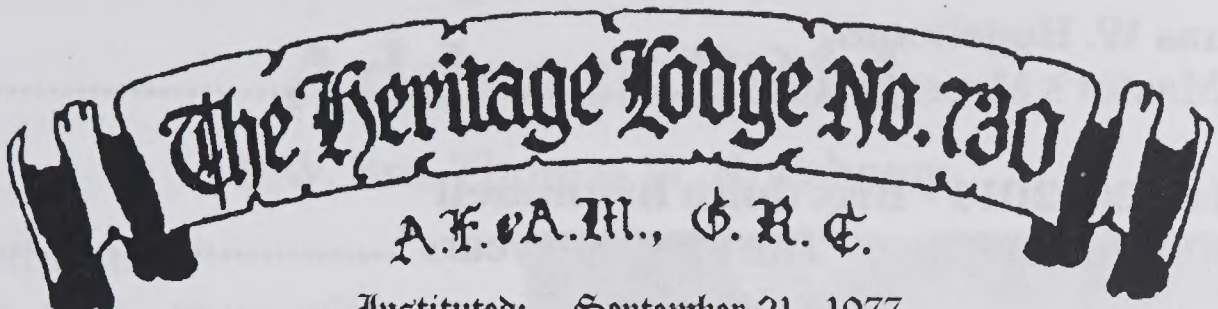 The Heritage Lodge No. 730
A.F. & A.M., G. R. C.
Instituted: September 21, 1977